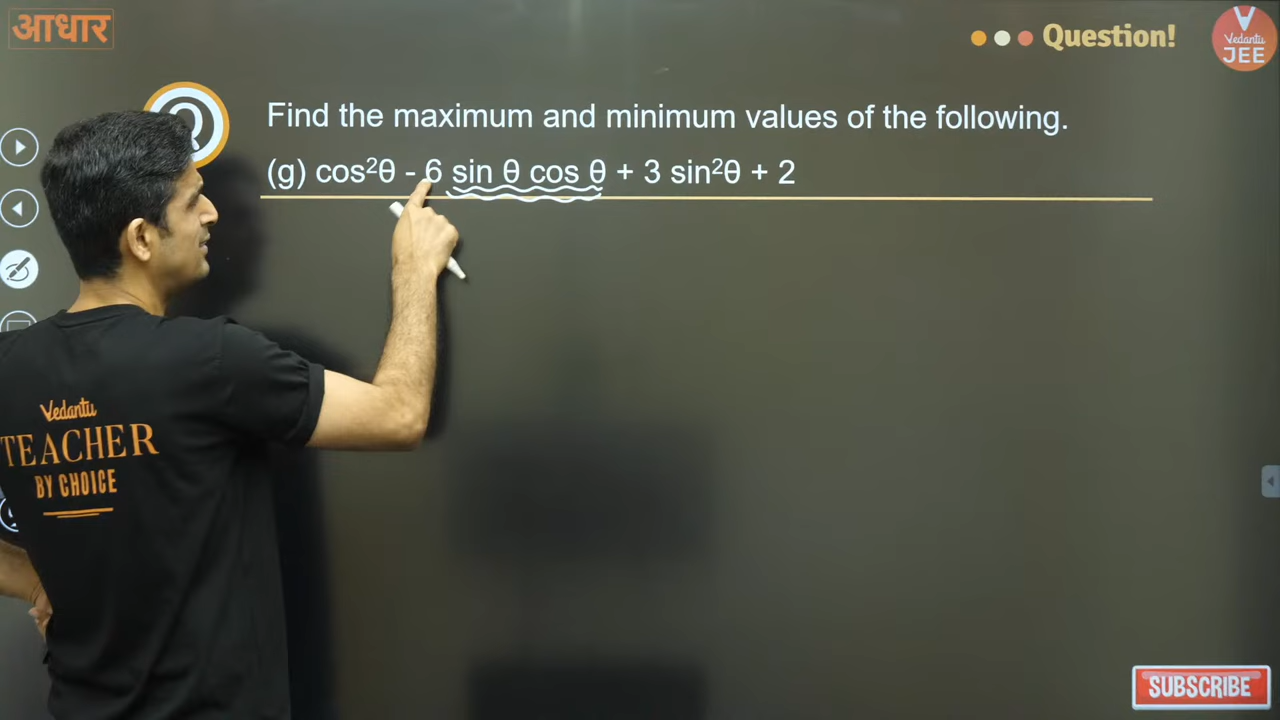 आधार
Question!
Vedantu
JEE
Find the maximum and minimum values of the following.
(g) cos²θ - 6 sin θ cos θ + 3 sin²θ + 2
Vedantu
TEACHER
BY CHOICE
SUBSCRIBE